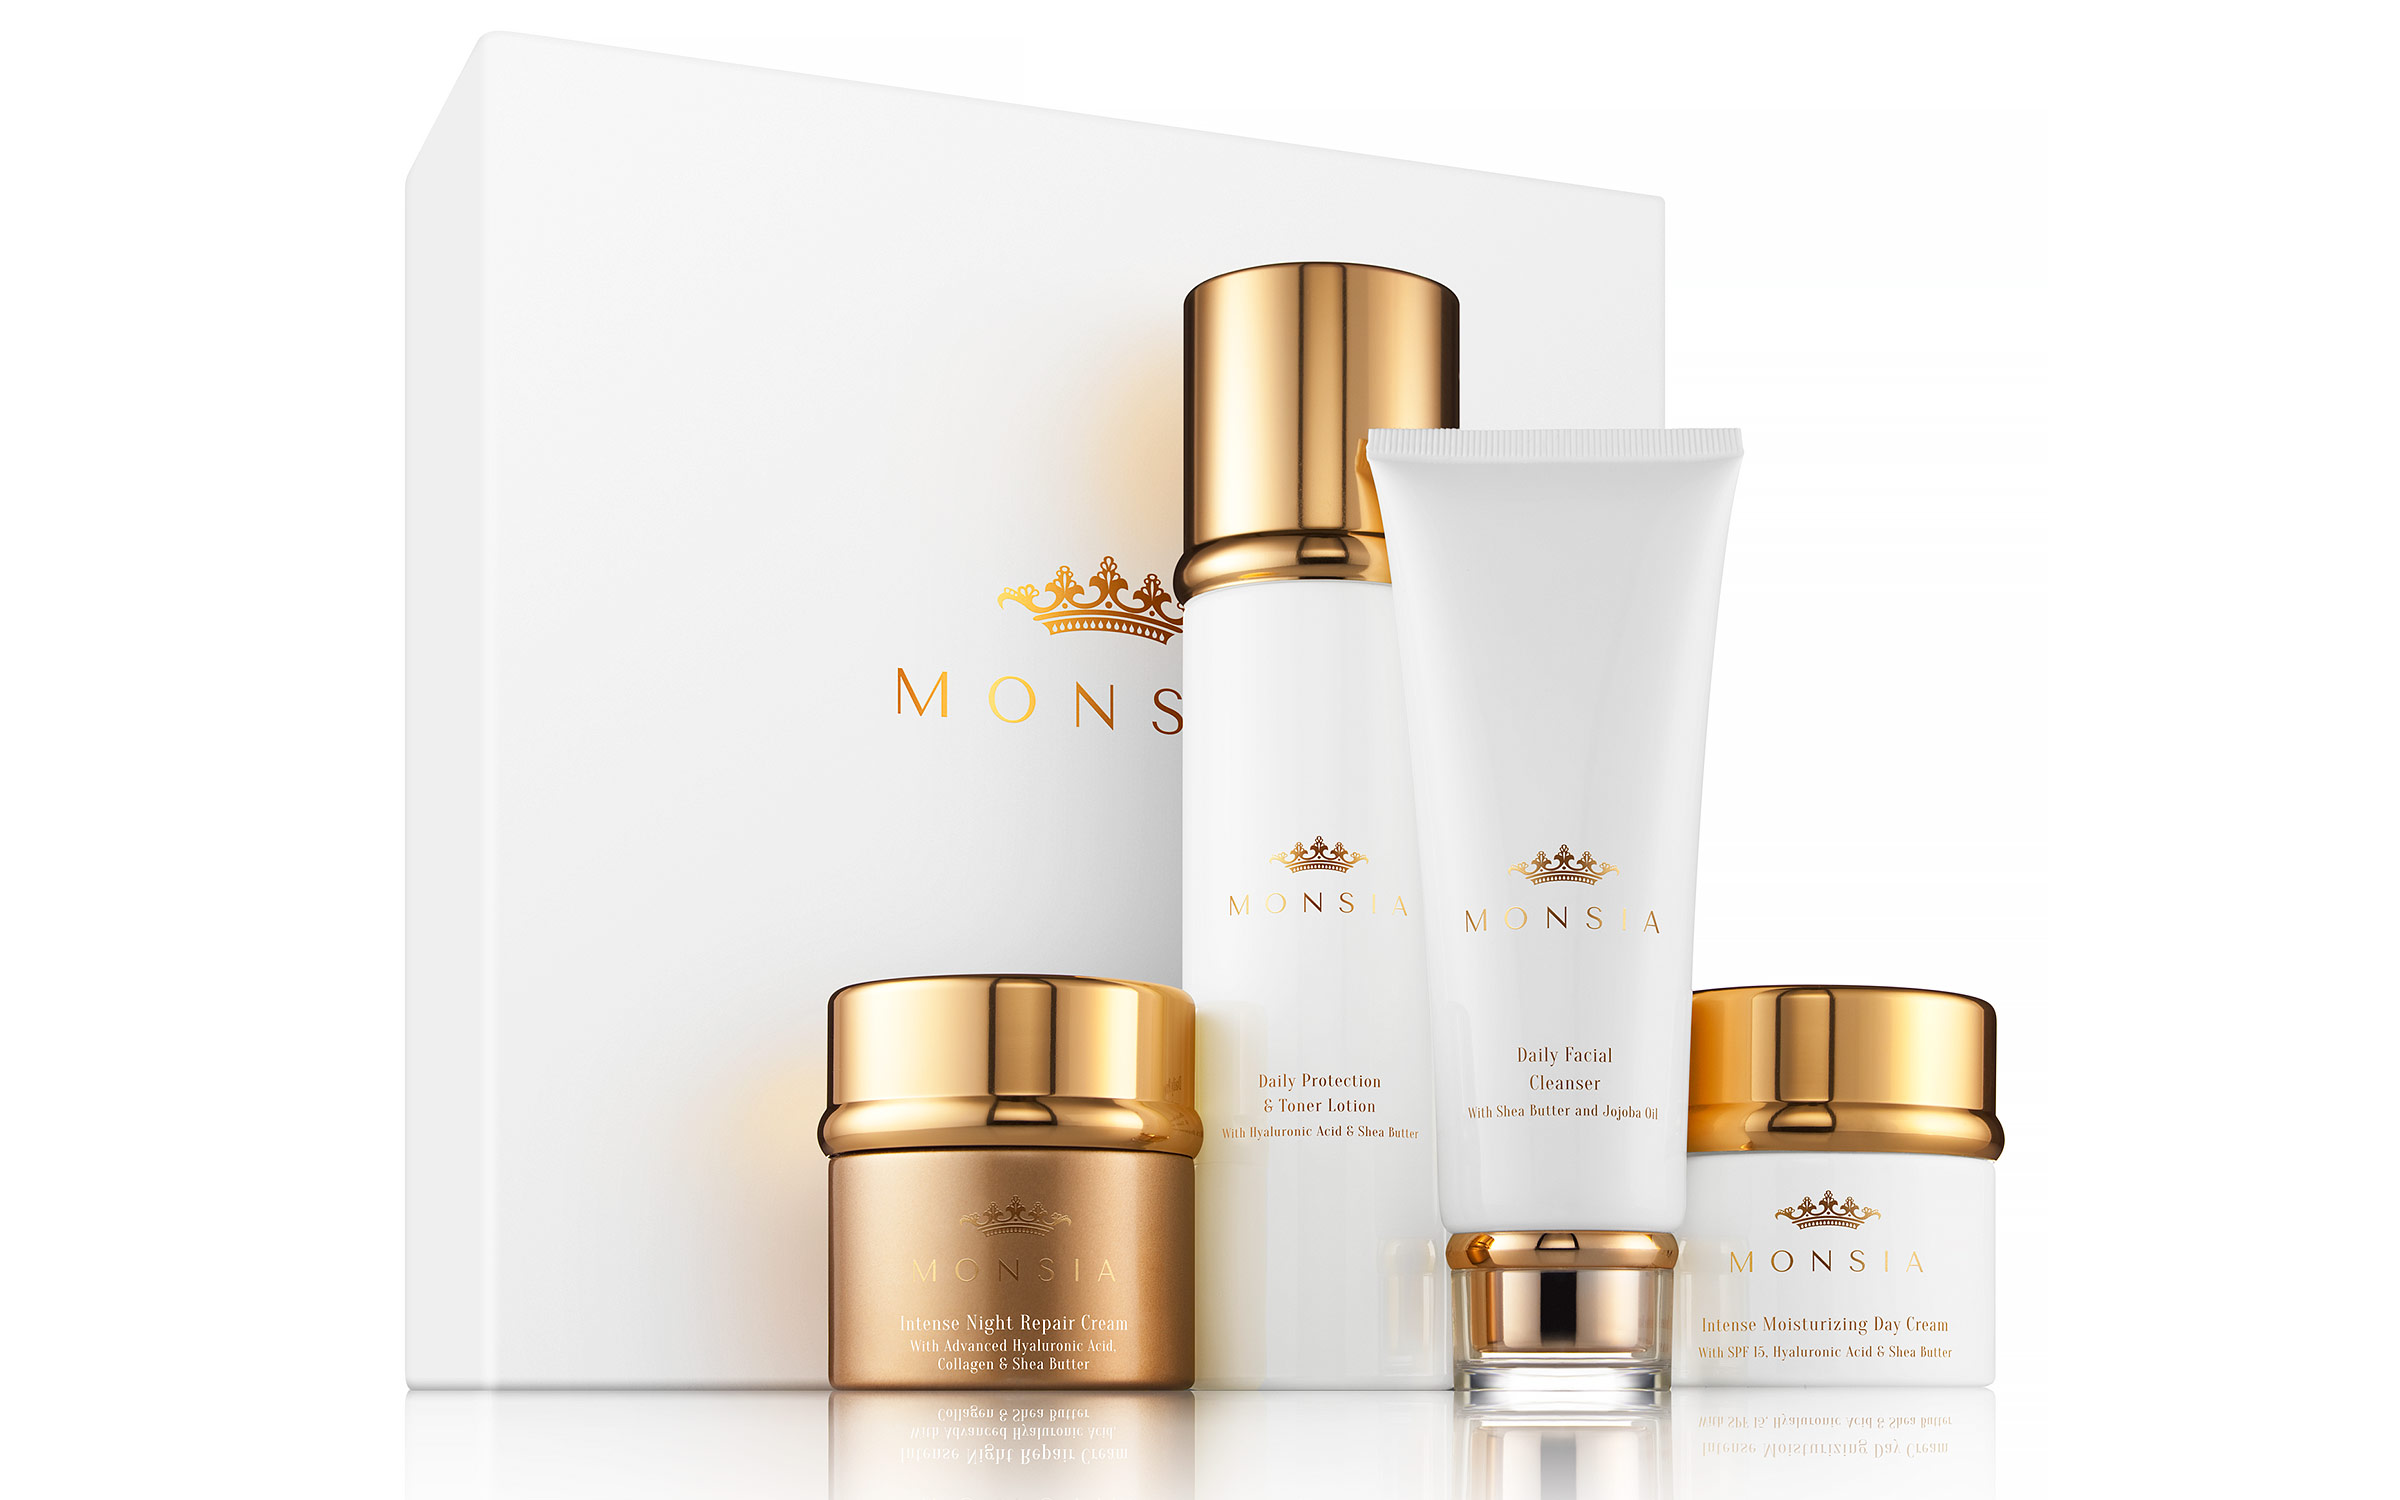 MONS
MONSIA
Daily Protection
& Toner Lotion
With Hyaluronic Acid & Shea Butter
MONSIA
Daily Facial
Cleanser
With Shea Butter and Jojoba Oil
MONSIA
Intense Night Repair Cream
With Advanced Hyaluronic Acid,
Collagen & Shea Butter
MONSIA
Intense Moisturizing Day Cream
With SPF 15, Hyaluronic Acid & Shea Butter